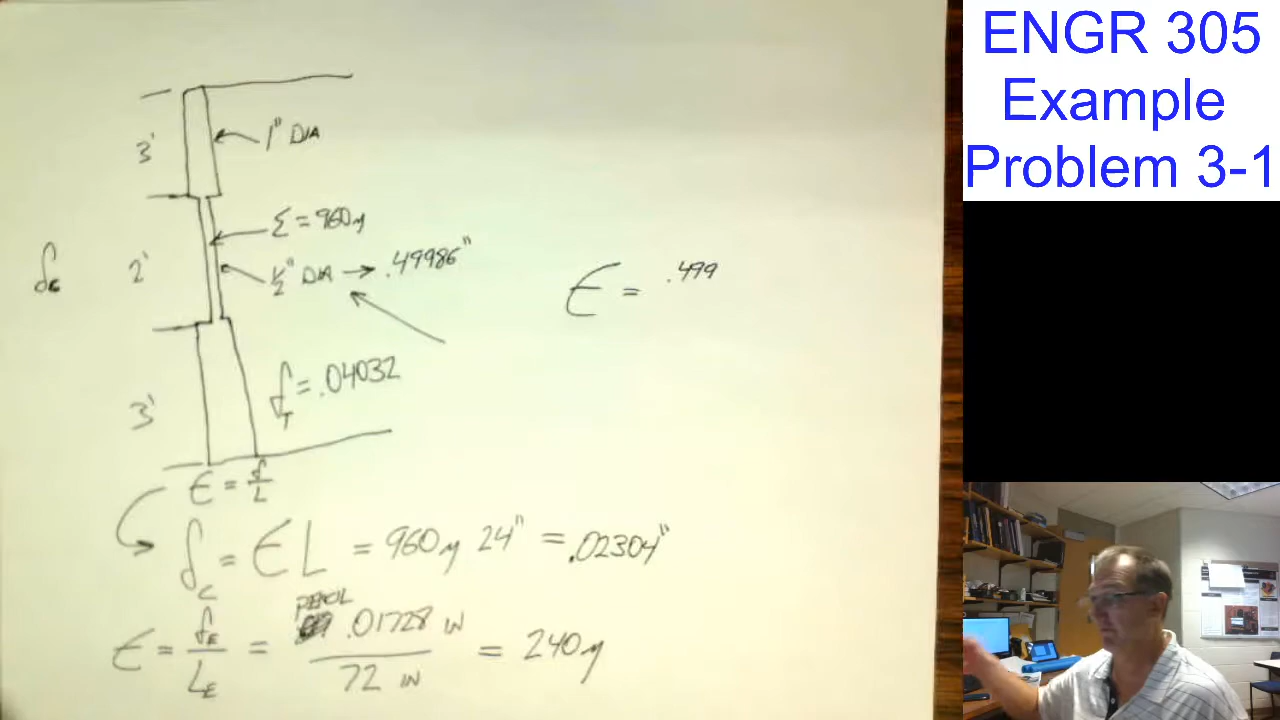 ENGR 305
Example
Problem 3-1
3'
1" DIA
Σ = 960μ
2'
½" DIA → .49986"
δ
ϵ = .499
δT = .04032
3'
ϵ = δ/L
δC = ϵL = 960μ 24" = .02304"
ϵ = δE/LE = .01728 IN / 72 IN = 240μ